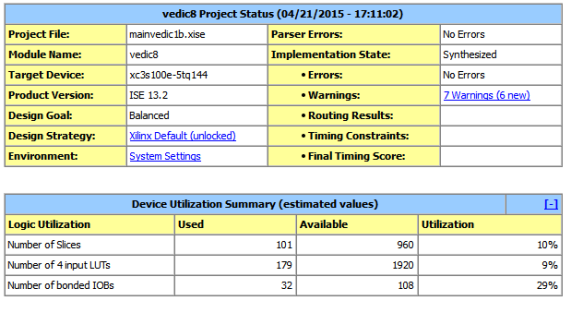 vedic8 Project Status (04/21/2015 - 17:11:02)
Project File: mainvedic1b.xise Parser Errors: No Errors
Module Name: vedic8 Implementation State: Synthesized
Target Device: xc3s100e-5tq144 • Errors: No Errors
Product Version: ISE 13.2 • Warnings: 7 Warnings (6 new)
Design Goal: Balanced • Routing Results:
Design Strategy: Xilinx Default (unlocked) • Timing Constraints:
Environment: System Settings • Final Timing Score:
Device Utilization Summary (estimated values) [-]
Logic Utilization Used Available Utilization
Number of Slices 101 960 10%
Number of 4 input LUTs 179 1920 9%
Number of bonded IOBs 32 108 29%